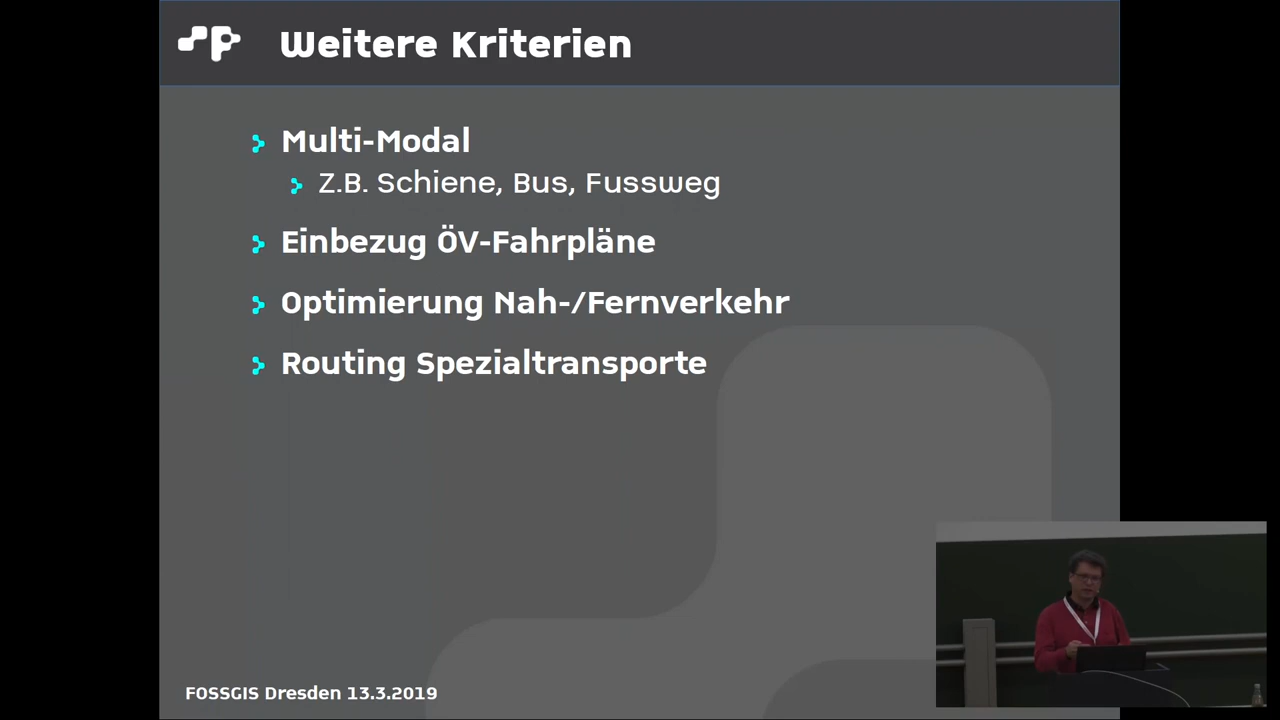 Weitere Kriterien
Multi-Modal
Z.B. Schiene, Bus, Fussweg
Einbezug ÖV-Fahrpläne
Optimierung Nah-/Fernverkehr
Routing Spezialtransporte
FOSSGIS Dresden 13.3.2019